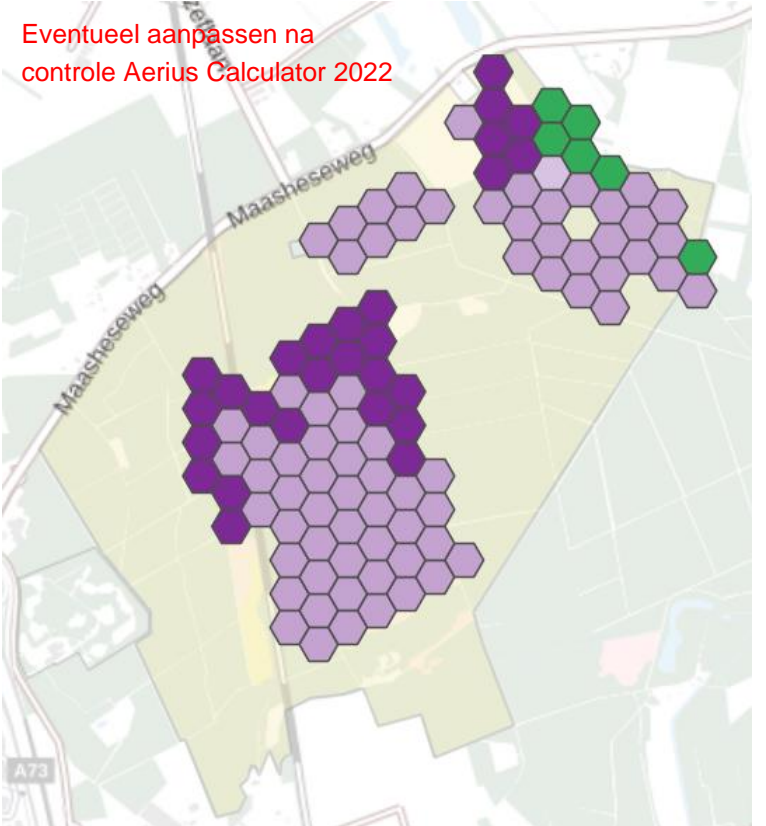 Eventueel aanpassen na
controle Aerius Calculator 2022
Maasheseweg
Maasheseweg
A73